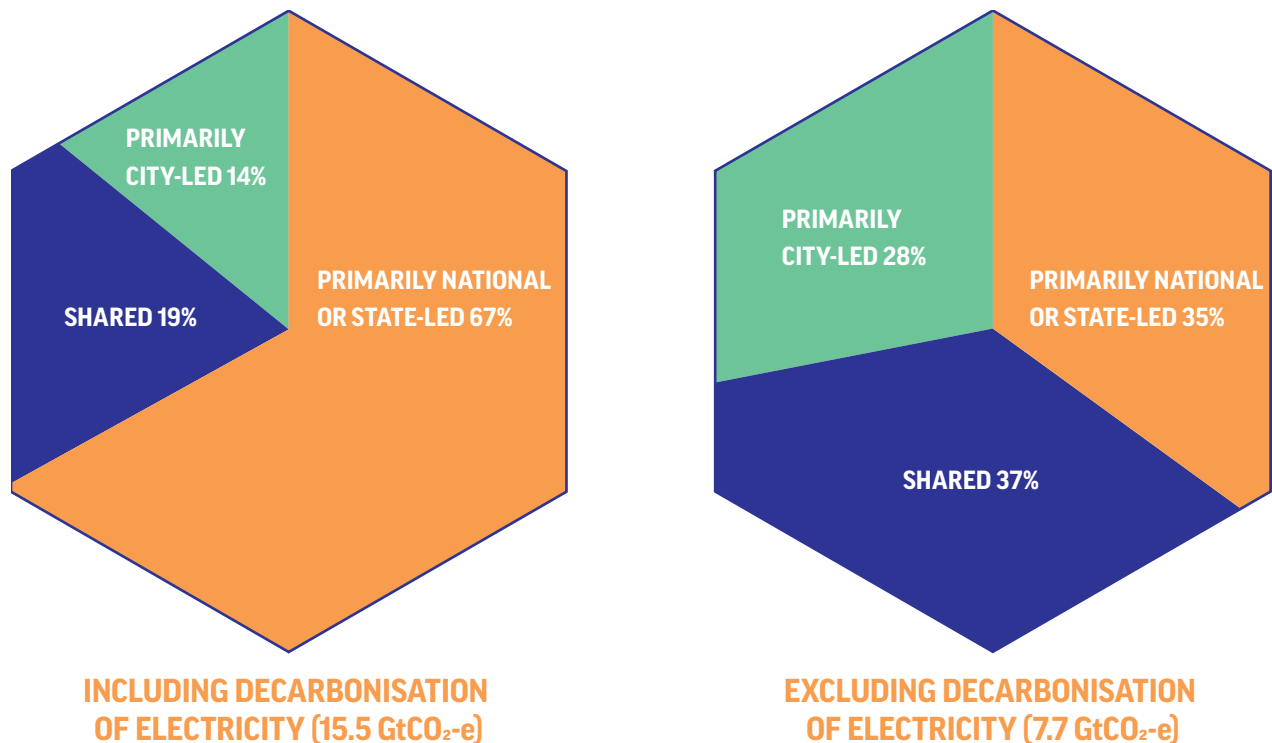 PRIMARILY
CITY-LED 14%
SHARED 19%
PRIMARILY NATIONAL
OR STATE-LED 67%
INCLUDING DECARBONISATION
OF ELECTRICITY (15.5 GtCO₂-e)
PRIMARILY
CITY-LED 28%
PRIMARILY NATIONAL
OR STATE-LED 35%
SHARED 37%
EXCLUDING DECARBONISATION
OF ELECTRICITY (7.7 GtCO₂-e)